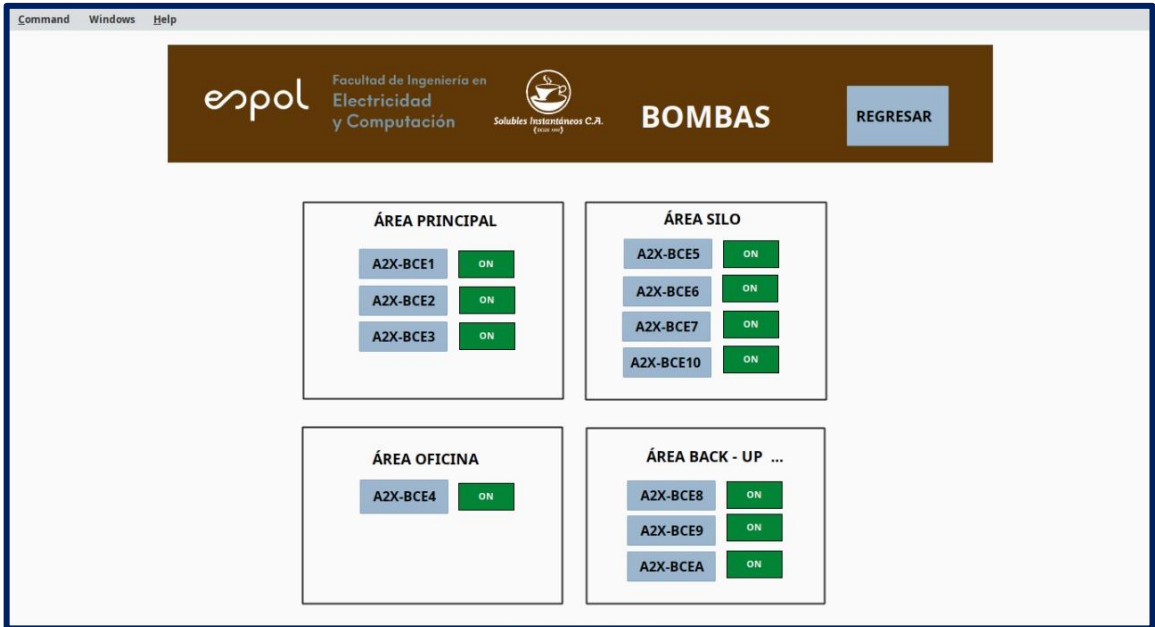 Command Windows Help
espol
Facultad de Ingeniería en
Electricidad
y Computación
Solubles Instantáneos C.A.
BOMBAS
REGRESAR
ÁREA PRINCIPAL
A2X-BCE1 ON
A2X-BCE2 ON
A2X-BCE3 ON
ÁREA SILO
A2X-BCE5 ON
A2X-BCE6 ON
A2X-BCE7 ON
A2X-BCE10 ON
ÁREA OFICINA
A2X-BCE4 ON
ÁREA BACK - UP ...
A2X-BCE8 ON
A2X-BCE9 ON
A2X-BCEA ON